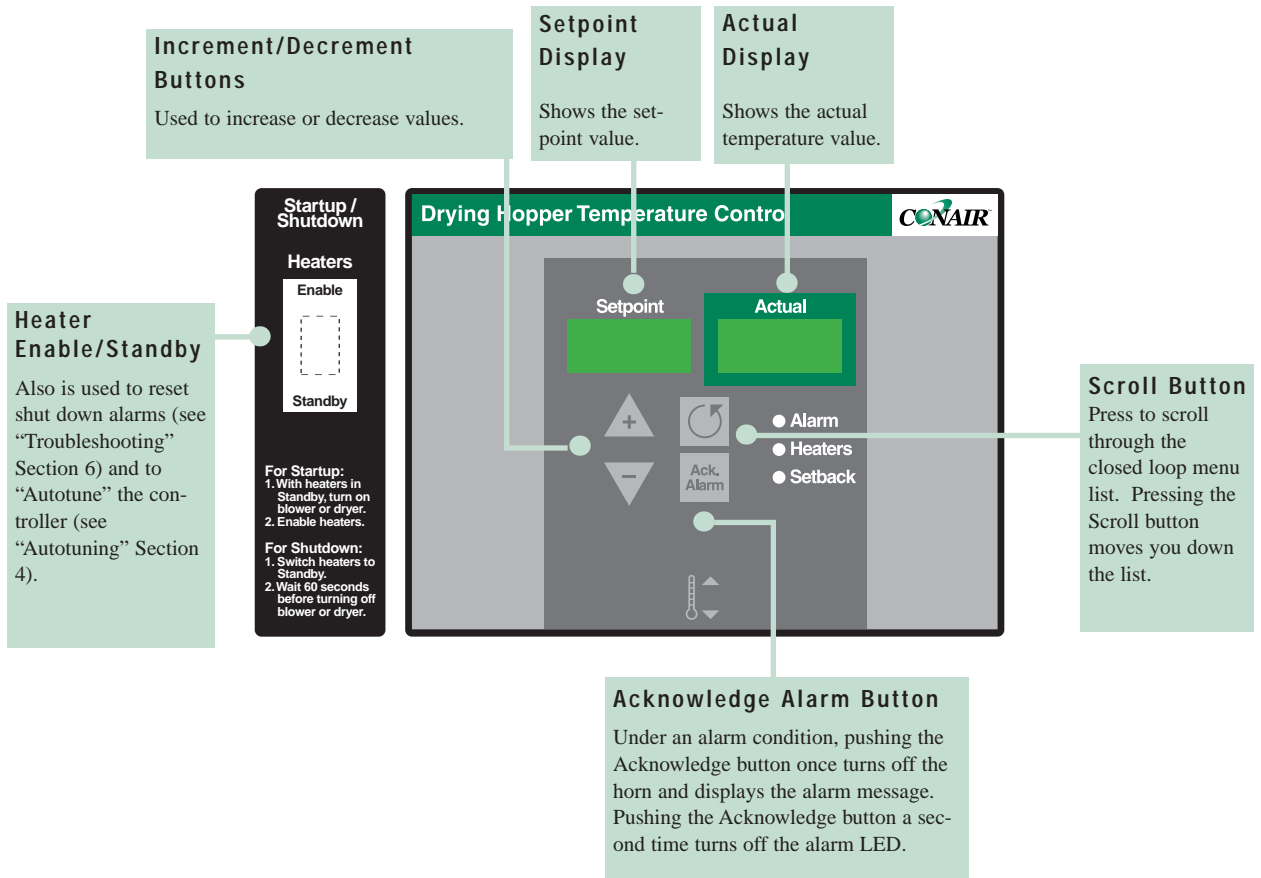 Increment/Decrement
Buttons
Used to increase or decrease values.
Setpoint
Display
Shows the set-
point value.
Actual
Display
Shows the actual
temperature value.
Heater
Enable/Standby
Also is used to reset
shut down alarms (see
“Troubleshooting”
Section 6) and to
“Autotune” the con-
troller (see
“Autotuning” Section
4).
Startup /
Shutdown
Heaters
Enable
Standby
For Startup:
1. With heaters in
Standby, turn on
blower or dryer.
2. Enable heaters.
For Shutdown:
1. Switch heaters to
Standby.
2. Wait 60 seconds
before turning off
blower or dryer.
Drying Hopper Temperature Control
CONAIR
Setpoint
Actual
+
−
Ack.
Alarm
Alarm
Heaters
Setback
Scroll Button
Press to scroll
through the
closed loop menu
list. Pressing the
Scroll button
moves you down
the list.
Acknowledge Alarm Button
Under an alarm condition, pushing the
Acknowledge button once turns off the
horn and displays the alarm message.
Pushing the Acknowledge button a sec-
ond time turns off the alarm LED.